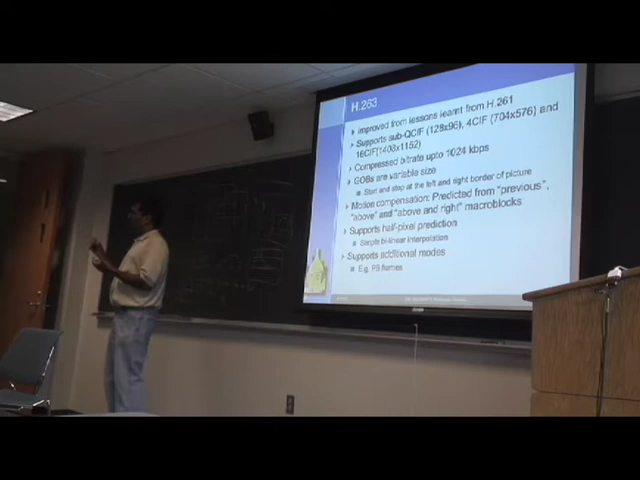 H.263
Improved from lessons learnt from H.261
Supports sub-QCIF (128x96), 4CIF (704x576) and
16CIF(1408x1152)
Compressed bitrate upto 1024 kbps
GOBs are variable size
Start and stop at the left and right border of picture
Motion compensation: Predicted from "previous",
"above" and "above and right" macroblocks
Supports half-pixel prediction
Simple bi-linear interpolation
Supports additional modes
E.g. PB frames